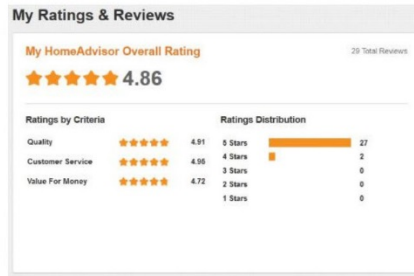 My Ratings & Reviews
My HomeAdvisor Overall Rating
29 Total Reviews
4.86
Ratings by Criteria
Quality 4.91
Customer Service
Value For Money 4.72
Ratings Distribution
5 Stars 27
4 Stars 2
3 Stars 0
2 Stars 0
1 Stars 0